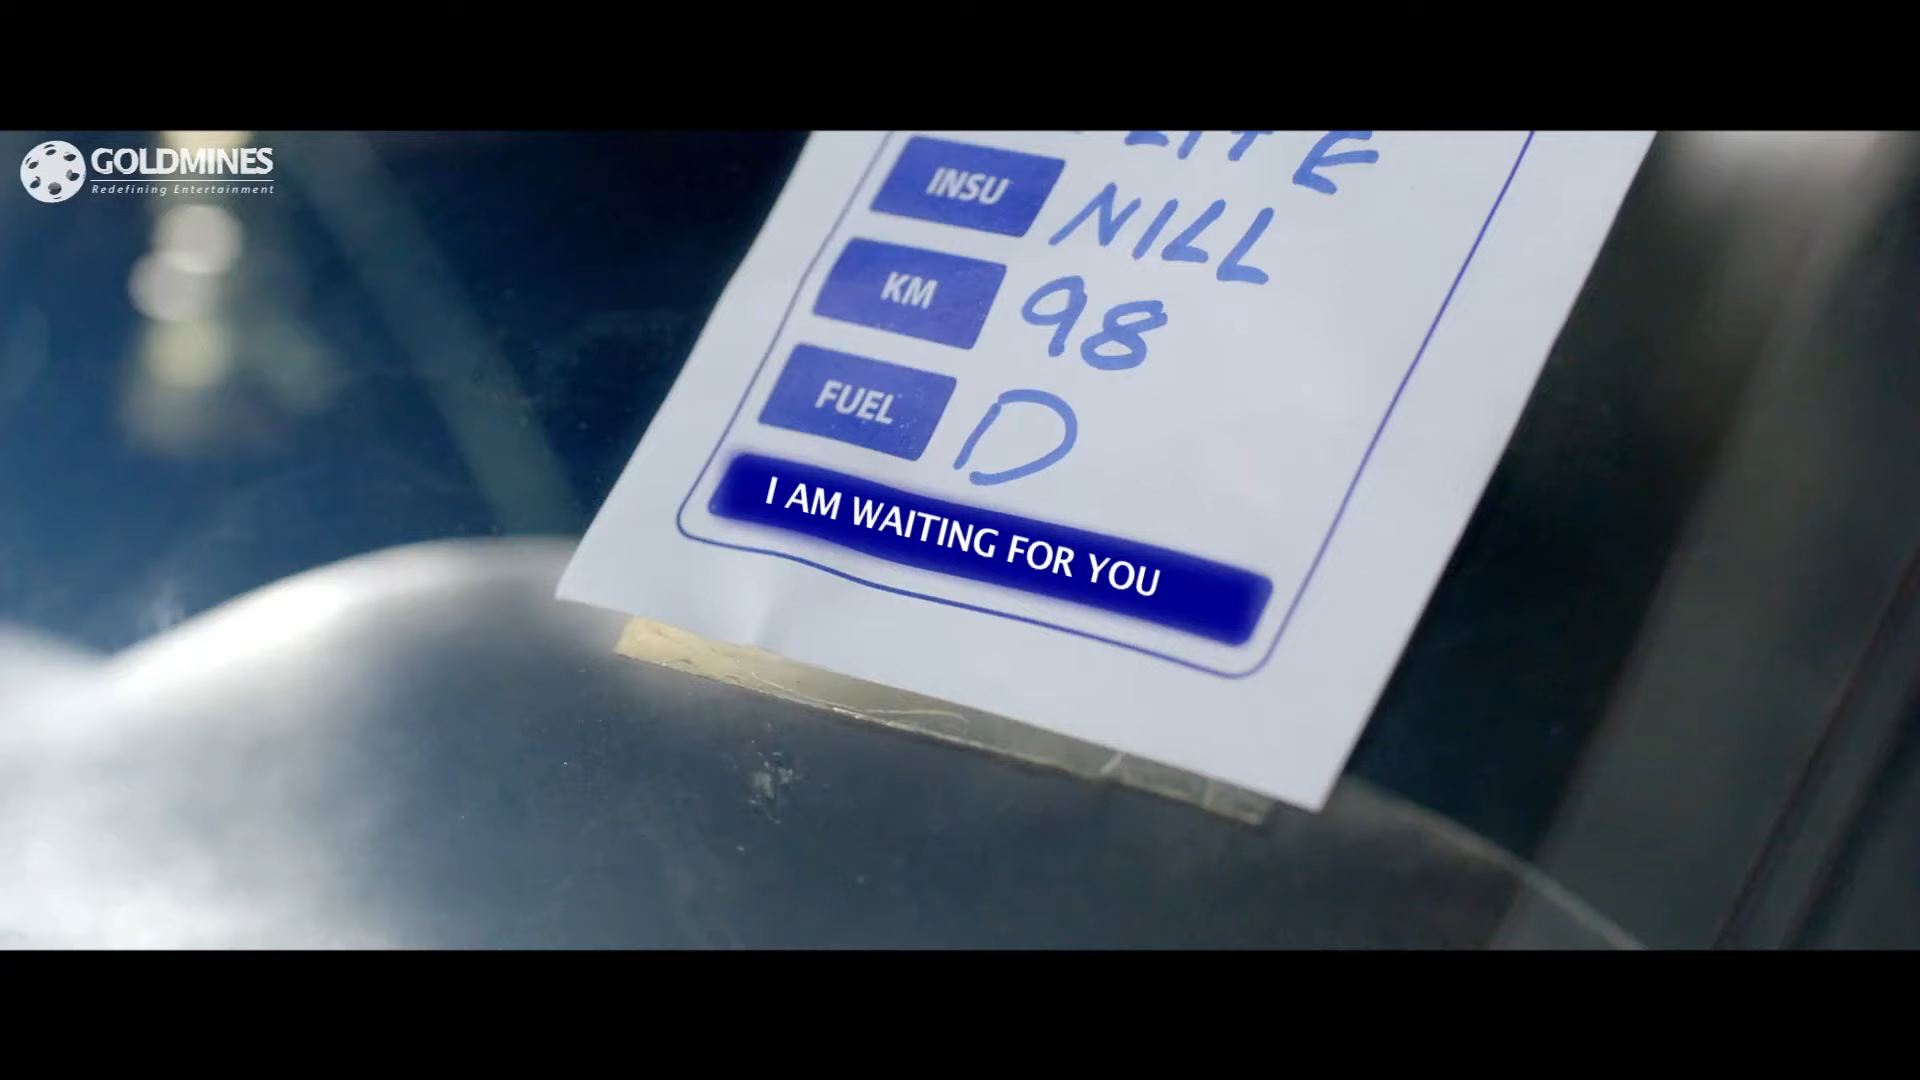 GOLDMINES
Redefining Entertainment
INSU NILL
KM 98
FUEL D
I AM WAITING FOR YOU